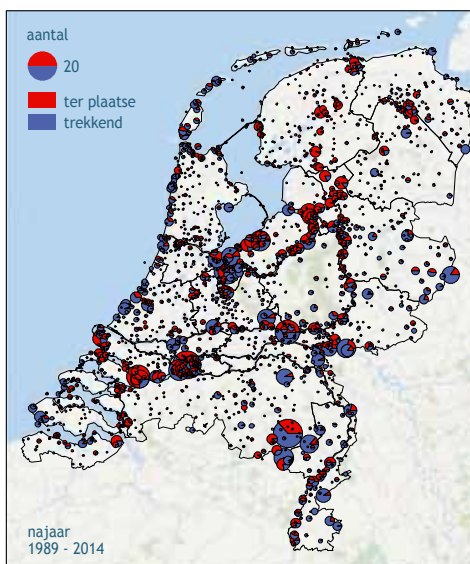 aantal
20
ter plaatse
trekkend
najaar
1989 - 2014